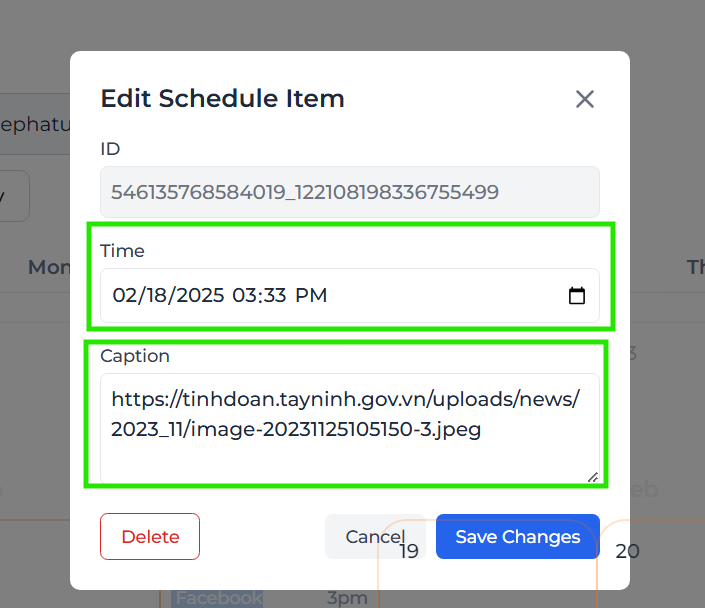 Edit Schedule Item
ID
546135768584019_122108198336755499
Time
02/18/2025 03:33 PM
Caption
https://tinhdoan.tayninh.gov.vn/uploads/news/
2023_11/image-20231125105150-3.jpeg
Delete
Cancel
Save Changes
19
20
ephatu
y
Mon
Th
3
eb
Facebook
3pm